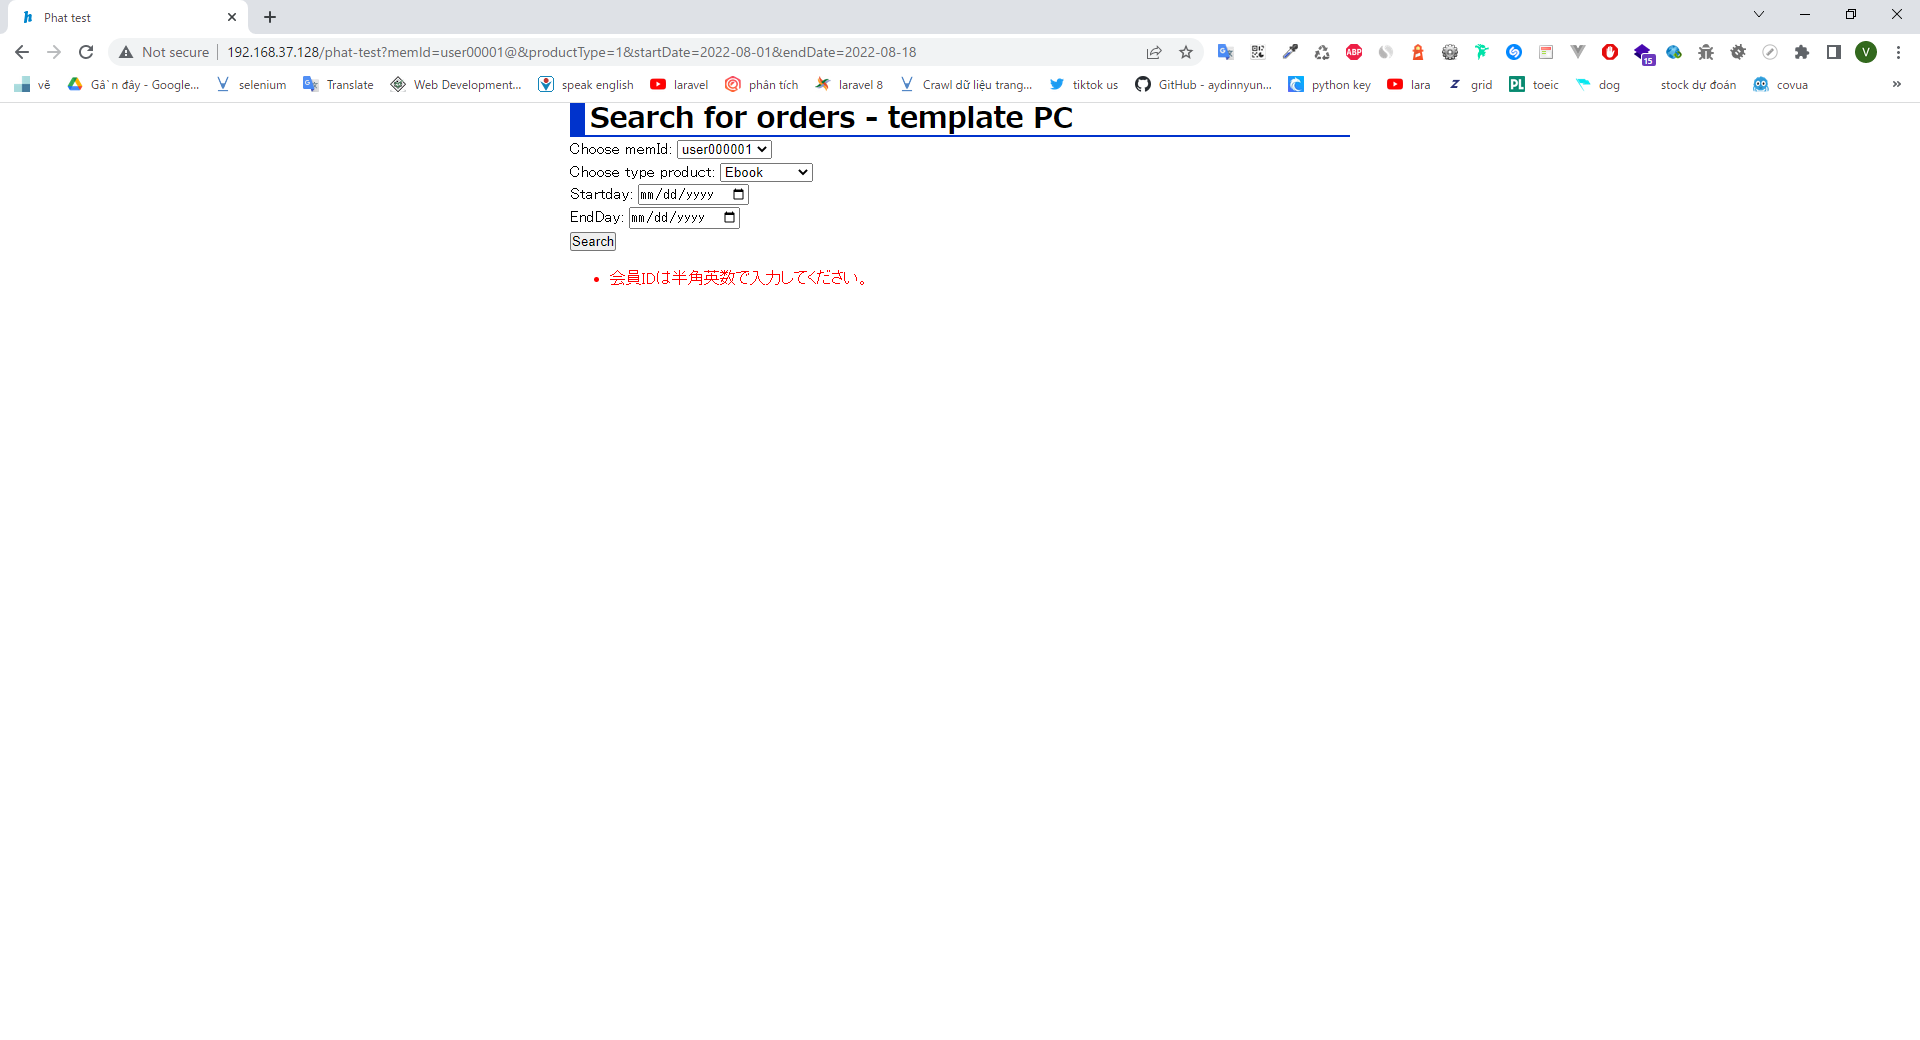 Phat test
Not secure 192.168.37.128/phat-test?memId=user00001@&productType=1&startDate=2022-08-01&endDate=2022-08-18
ABP
15
V
vẽ Gần đây - Google... selenium Translate Web Development... speak english laravel phân tích laravel 8 Crawl dữ liệu trang... tiktok us GitHub - aydinnyun... python key lara grid PL toeic dog stock dự đoán covua »
Search for orders - template PC
Choose memId: user000001
Choose type product: Ebook
Startday: mm/dd/yyyy
EndDay: mm/dd/yyyy
Search
• 会員IDは半角英数で入力してください。